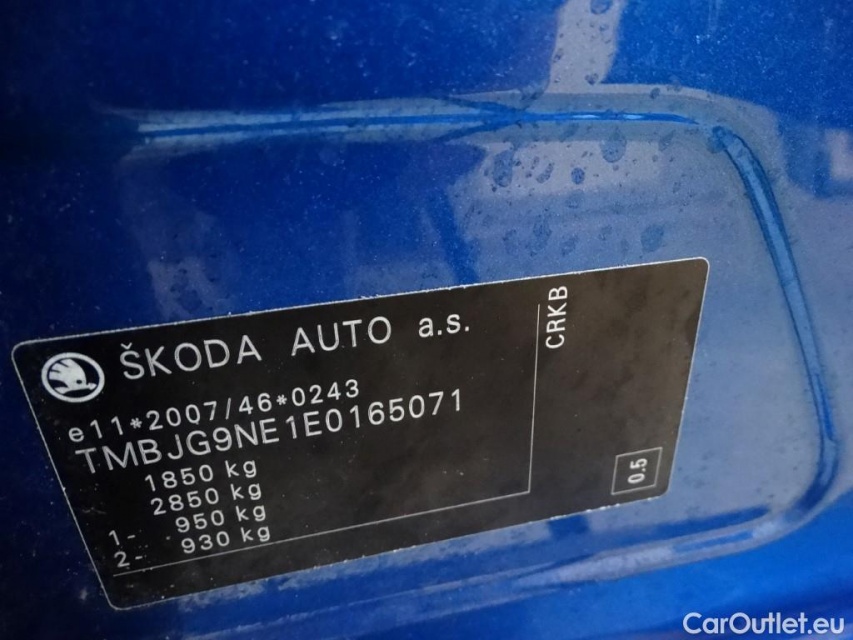 ŠKODA AUTO a.s.
e11*2007/46*0243
TMBJG9NE1E0165071
1850 kg
2850 kg
1- 950 kg
2- 930 kg
CRKB
0.5
CarOutlet.eu